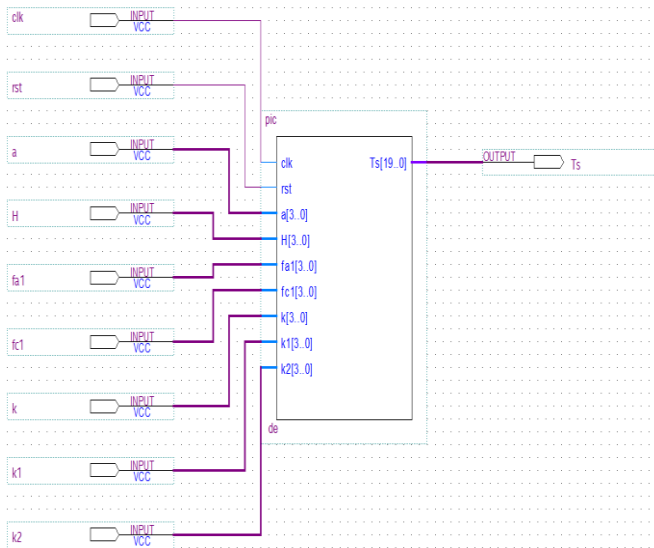 clk
INPUT
VCC
rst
INPUT
VCC
a
INPUT
VCC
H
INPUT
VCC
fa1
INPUT
VCC
fc1
INPUT
VCC
k
INPUT
VCC
k1
INPUT
VCC
k2
INPUT
VCC
pic
clk
Ts[19..0]
rst
a[3..0]
H[3..0]
fa1[3..0]
fc1[3..0]
k[3..0]
k1[3..0]
k2[3..0]
de
OUTPUT
Ts